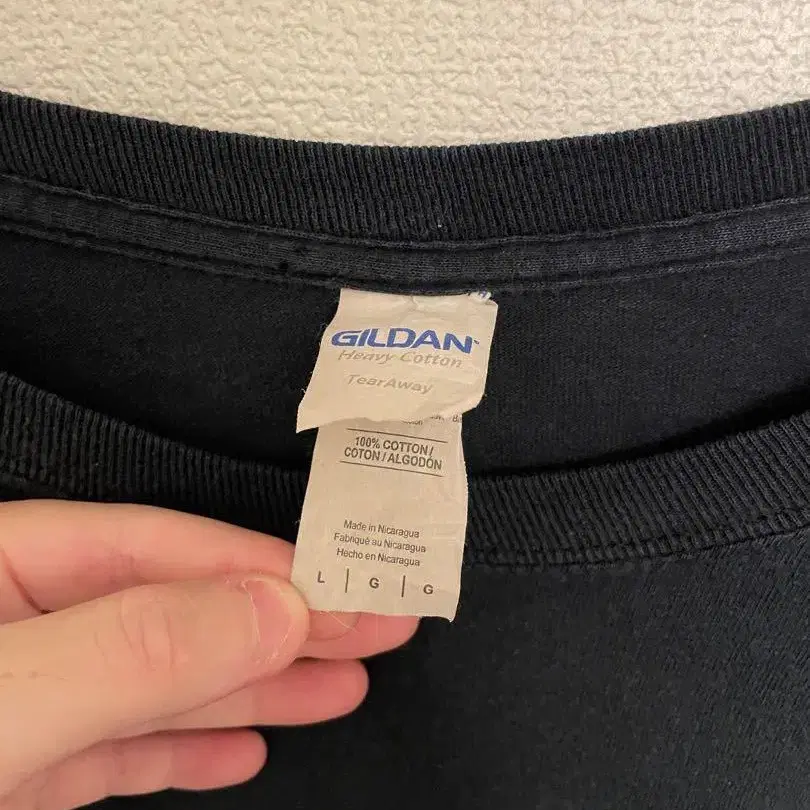 GILDAN
Heavy Cotton
TearAway
100% COTTON /
COTON / ALGODÓN
Made in Nicaragua
Fabriqué au Nicaragua
Hecho en Nicaragua
L | G | G